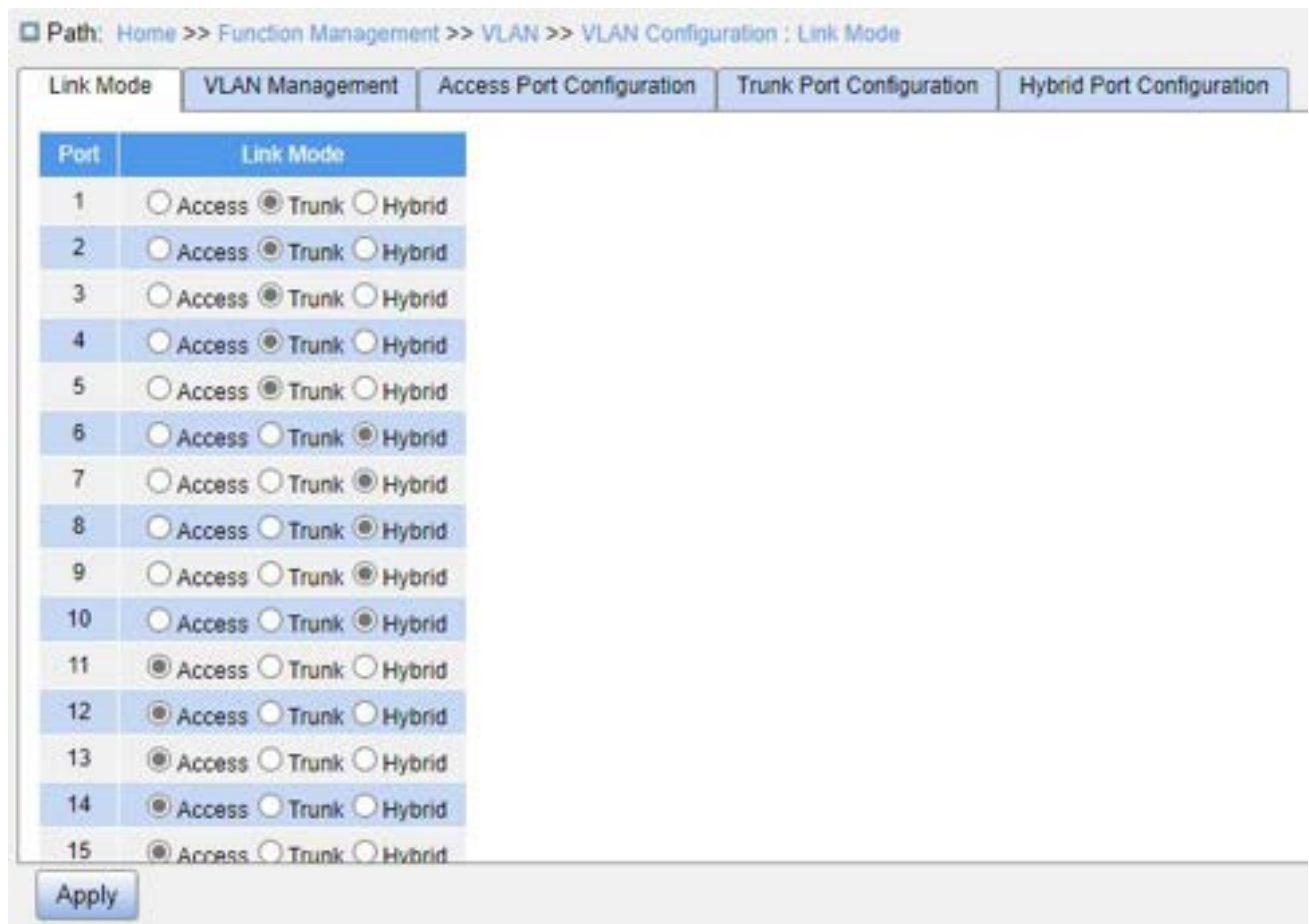 Path: Home >> Function Management >> VLAN >> VLAN Configuration : Link Mode
Link Mode VLAN Management Access Port Configuration Trunk Port Configuration Hybrid Port Configuration
Port Link Mode
1 Access Trunk Hybrid
2 Access Trunk Hybrid
3 Access Trunk Hybrid
4 Access Trunk Hybrid
5 Access Trunk Hybrid
6 Access Trunk Hybrid
7 Access Trunk Hybrid
8 Access Trunk Hybrid
9 Access Trunk Hybrid
10 Access Trunk Hybrid
11 Access Trunk Hybrid
12 Access Trunk Hybrid
13 Access Trunk Hybrid
14 Access Trunk Hybrid
15 Access Trunk Hybrid
Apply